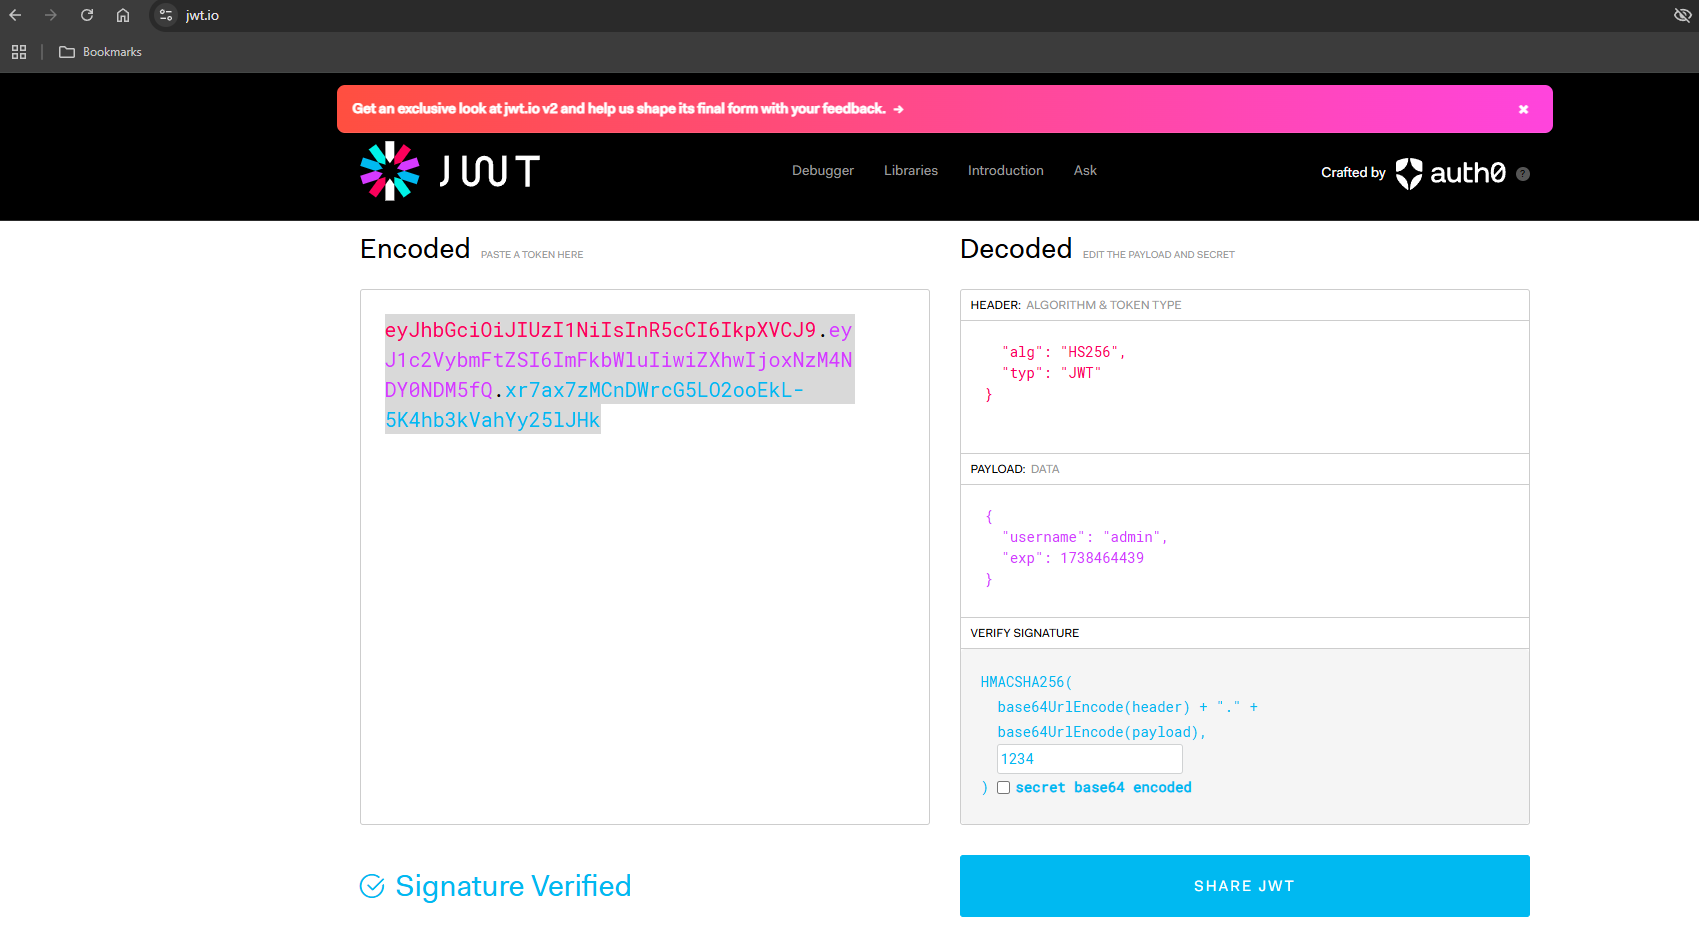 jwt.io
Bookmarks
Get an exclusive look at jwt.io v2 and help us shape its final form with your feedback. →
JWT
Debugger
Libraries
Introduction
Ask
Crafted by auth0 ?
Encoded PASTE A TOKEN HERE
eyJhbGciOiJIUzI1NiIsInR5cCI6IkpXVCJ9.ey
J1c2VybmFtZSI6ImFkbWluIiwiZXhwIjoxNzM4N
DY0NDM5fQ.xr7ax7zMCnDWrcG5LO2ooEkL-
5K4hb3kVahYy25lJHk
Signature Verified
Decoded EDIT THE PAYLOAD AND SECRET
HEADER: ALGORITHM & TOKEN TYPE
"alg": "HS256",
"typ": "JWT"
}
PAYLOAD: DATA
{
"username": "admin",
"exp": 1738464439
}
VERIFY SIGNATURE
HMACSHA256(
base64UrlEncode(header) + "." +
base64UrlEncode(payload),
1234
) secret base64 encoded
SHARE JWT